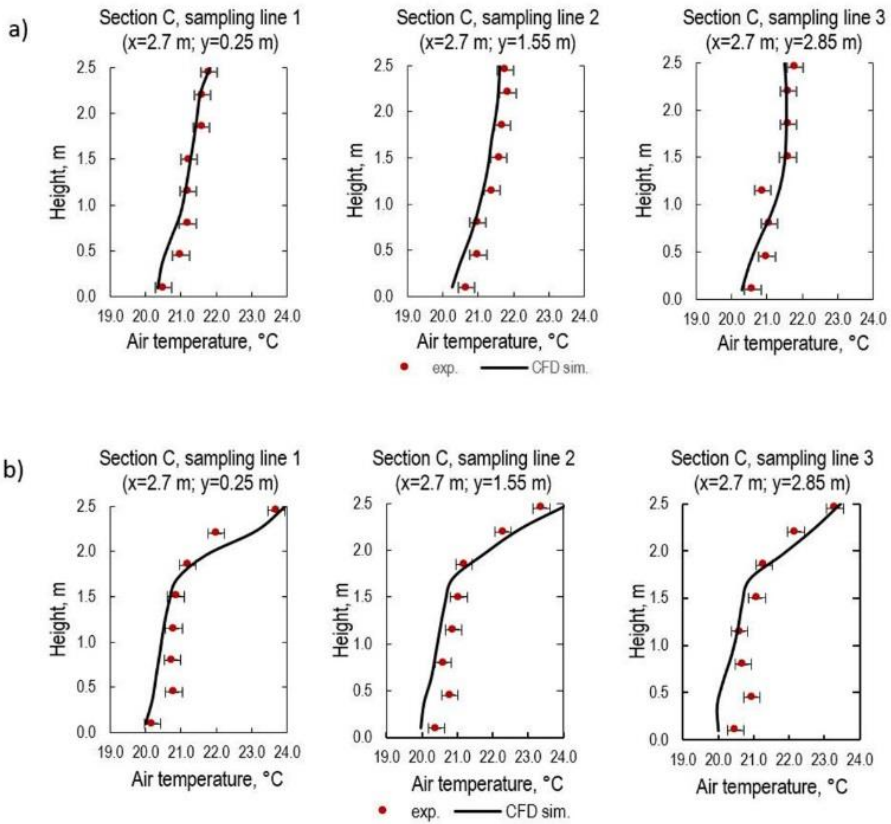 a)
Section C, sampling line 1
(x=2.7 m; y=0.25 m)
Section C, sampling line 2
(x=2.7 m; y=1.55 m)
Section C, sampling line 3
(x=2.7 m; y=2.85 m)
Height, m
2.5
2.0
1.5
1.0
0.5
0.0
19.0 20.0 21.0 22.0 23.0 24.0
Air temperature, °C
Height, m
2.5
2.0
1.5
1.0
0.5
0.0
19.0 20.0 21.0 22.0 23.0 24.0
Air temperature, °C
Height, m
2.5
2.0
1.5
1.0
0.5
0.0
19.0 20.0 21.0 22.0 23.0 24.0
Air temperature, °C
exp. CFD sim.
b)
Section C, sampling line 1
(x=2.7 m; y=0.25 m)
Section C, sampling line 2
(x=2.7 m; y=1.55 m)
Section C, sampling line 3
(x=2.7 m; y=2.85 m)
Height, m
2.5
2.0
1.5
1.0
0.5
0.0
19.0 20.0 21.0 22.0 23.0 24.0
Air temperature, °C
Height, m
2.5
2.0
1.5
1.0
0.5
0.0
19.0 20.0 21.0 22.0 23.0 24.0
Air temperature, °C
Height, m
2.5
2.0
1.5
1.0
0.5
0.0
19.0 20.0 21.0 22.0 23.0 24.0
Air temperature, °C
exp. CFD sim.